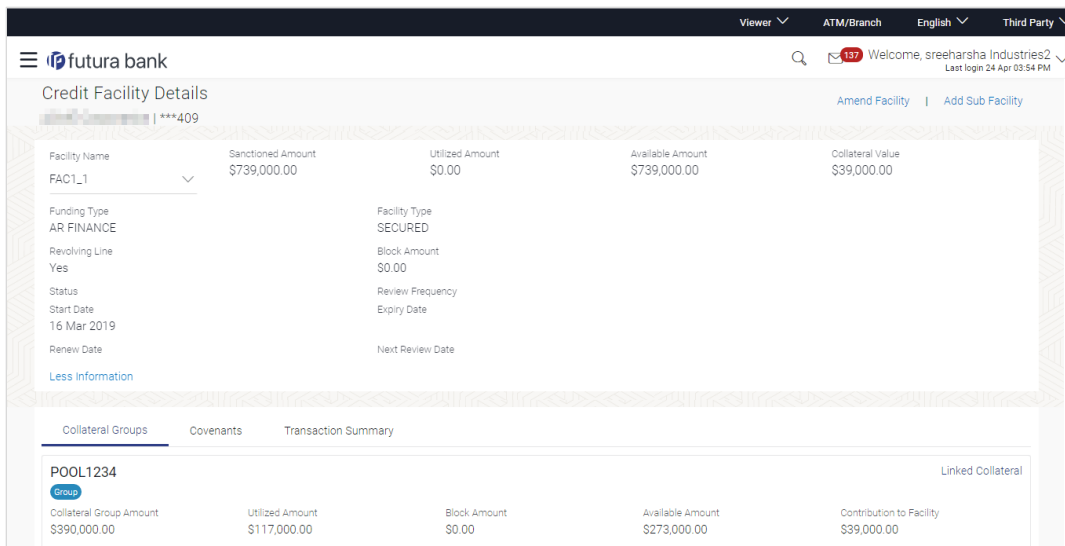 Viewer ATM/Branch English Third Party
futura bank 137 Welcome, sreeharsha Industries2
Last login 24 Apr 03:54 PM
Credit Facility Details
Amend Facility | Add Sub Facility
| ***409
Facility Name Sanctioned Amount Utilized Amount Available Amount Collateral Value
FAC1_1 $739,000.00 $0.00 $739,000.00 $39,000.00
Funding Type Facility Type
AR FINANCE SECURED
Revolving Line Block Amount
Yes $0.00
Status Review Frequency
Start Date Expiry Date
16 Mar 2019
Renew Date Next Review Date
Less Information
Collateral Groups Covenants Transaction Summary
POOL1234 Linked Collateral
Group
Collateral Group Amount Utilized Amount Block Amount Available Amount Contribution to Facility
$390,000.00 $117,000.00 $0.00 $273,000.00 $39,000.00